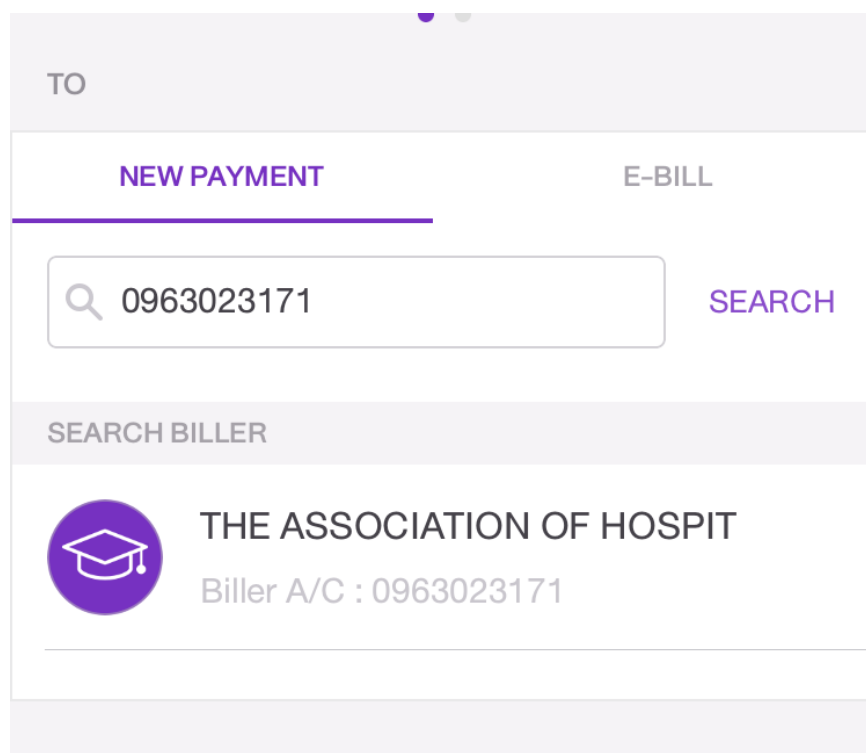 TO
NEW PAYMENT
E-BILL
0963023171
SEARCH
SEARCH BILLER
THE ASSOCIATION OF HOSPIT
Biller A/C : 0963023171